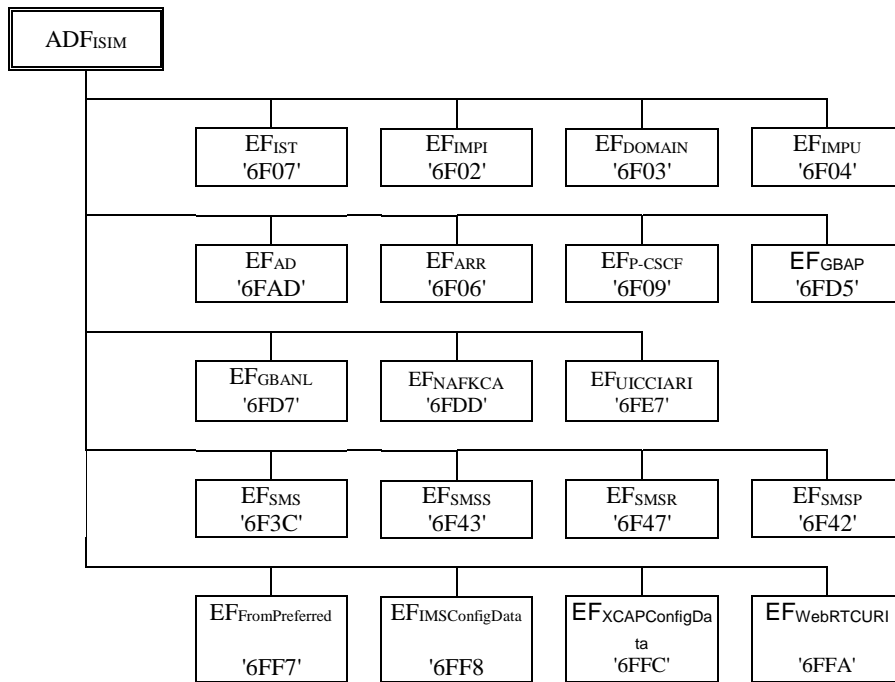 ADFISIM
EFIST EFIMPI EFDOMAIN EFIMPU
'6F07' '6F02' '6F03' '6F04'
EFAD EFARR EFP-CSCF EFGBAP
'6FAD' '6F06' '6F09' '6FD5'
EFGBANL EFNAFKCA EFUICCIARI
'6FD7' '6FDD' '6FE7'
EFSMS EFSMSS EFSMSR EFSMSP
'6F3C' '6F43' '6F47' '6F42'
EFFromPreferred EFIMSConfigData EFXCAPConfigDa EFWebRTCURI
ta
'6FF7' '6FF8 '6FFC' '6FFA'